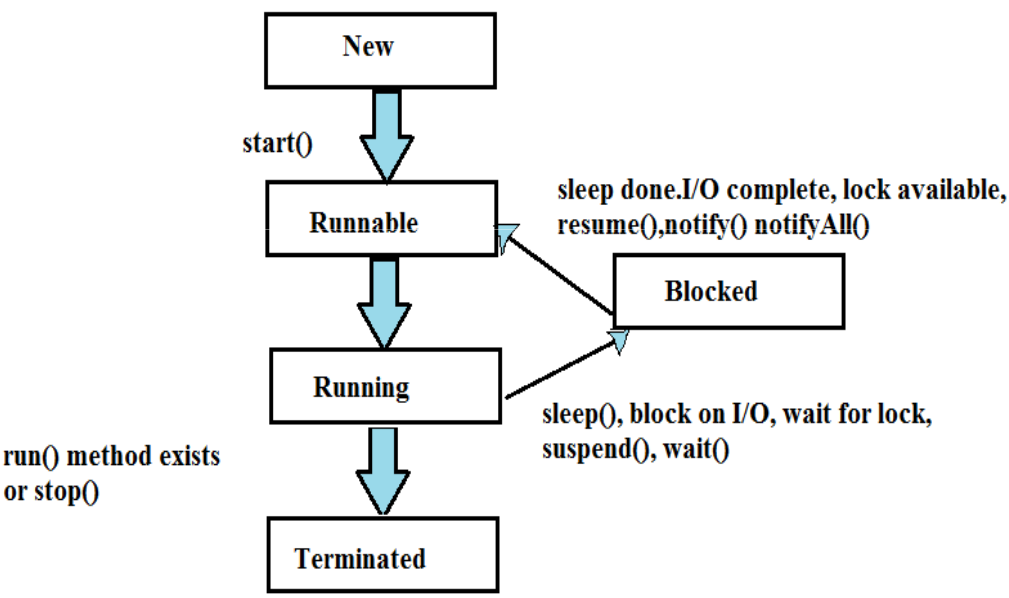 New
start()
Runnable
sleep done.I/O complete, lock available,
resume(),notify() notifyAll()
Blocked
Running
sleep(), block on I/O, wait for lock,
suspend(), wait()
run() method exists
or stop()
Terminated